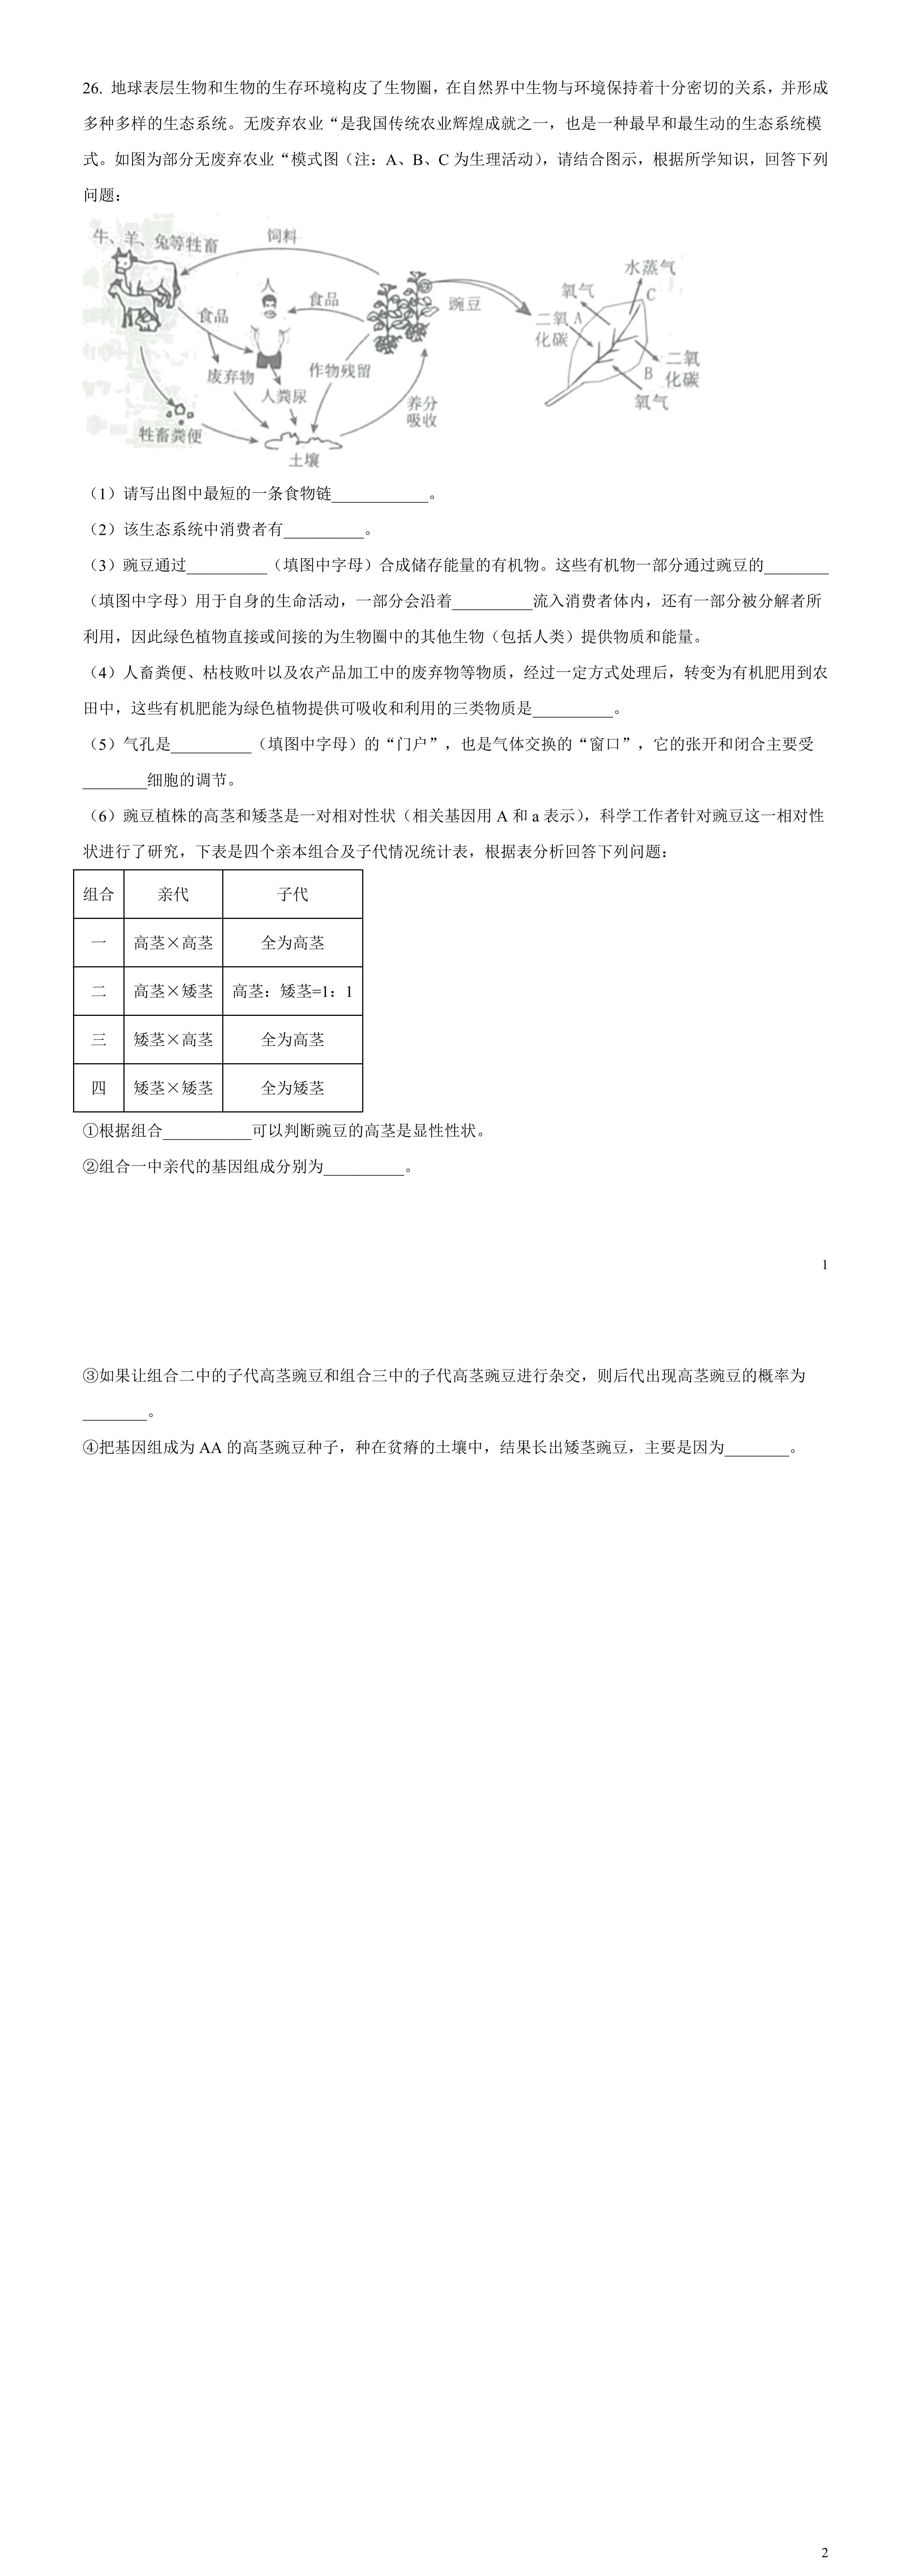 26. 地球表层生物和生物的生存环境构皮了生物圈，在自然界中生物与环境保持着十分密切的关系，并形成
多种多样的生态系统。无废弃农业“是我国传统农业辉煌成就之一，也是一种最早和最生动的生态系统模
式。如图为部分无废弃农业“模式图（注：A、B、C 为生理活动），请结合图示，根据所学知识，回答下列
问题：
牛、羊、兔等牲畜
饲料
人
食品
食品
豌豆
废弃物
作物残留
人粪尿
养分
吸收
牲畜粪便
土壤
水蒸气
氧气
C
二氧
化碳
A
二氧
化碳
B
氧气
（1）请写出图中最短的一条食物链____________。
（2）该生态系统中消费者有__________。
（3）豌豆通过__________（填图中字母）合成储存能量的有机物。这些有机物一部分通过豌豆的________
（填图中字母）用于自身的生命活动，一部分会沿着__________流入消费者体内，还有一部分被分解者所
利用，因此绿色植物直接或间接的为生物圈中的其他生物（包括人类）提供物质和能量。
（4）人畜粪便、枯枝败叶以及农产品加工中的废弃物等物质，经过一定方式处理后，转变为有机肥用到农
田中，这些有机肥能为绿色植物提供可吸收和利用的三类物质是__________。
（5）气孔是__________（填图中字母）的“门户”，也是气体交换的“窗口”，它的张开和闭合主要受
________细胞的调节。
（6）豌豆植株的高茎和矮茎是一对相对性状（相关基因用 A 和 a 表示），科学工作者针对豌豆这一相对性
状进行了研究，下表是四个亲本组合及子代情况统计表，根据表分析回答下列问题：
组合 亲代 子代
一 高茎×高茎 全为高茎
二 高茎×矮茎 高茎：矮茎=1：1
三 矮茎×高茎 全为高茎
四 矮茎×矮茎 全为矮茎
①根据组合___________可以判断豌豆的高茎是显性性状。
②组合一中亲代的基因组成分别为__________。
1
③如果让组合二中的子代高茎豌豆和组合三中的子代高茎豌豆进行杂交，则后代出现高茎豌豆的概率为
________。
④把基因组成为 AA 的高茎豌豆种子，种在贫瘠的土壤中，结果长出矮茎豌豆，主要是因为________。
2